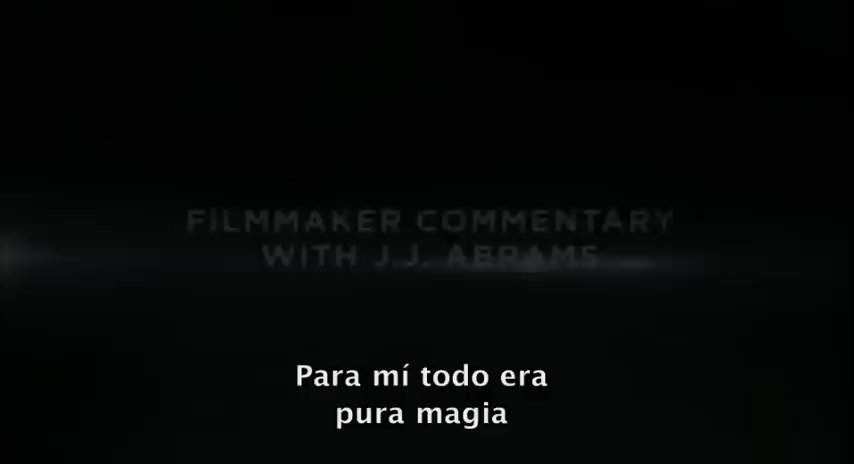 FILMMAKER COMMENTARY
WITH J.J. ABRAMS
Para mí todo era
pura magia